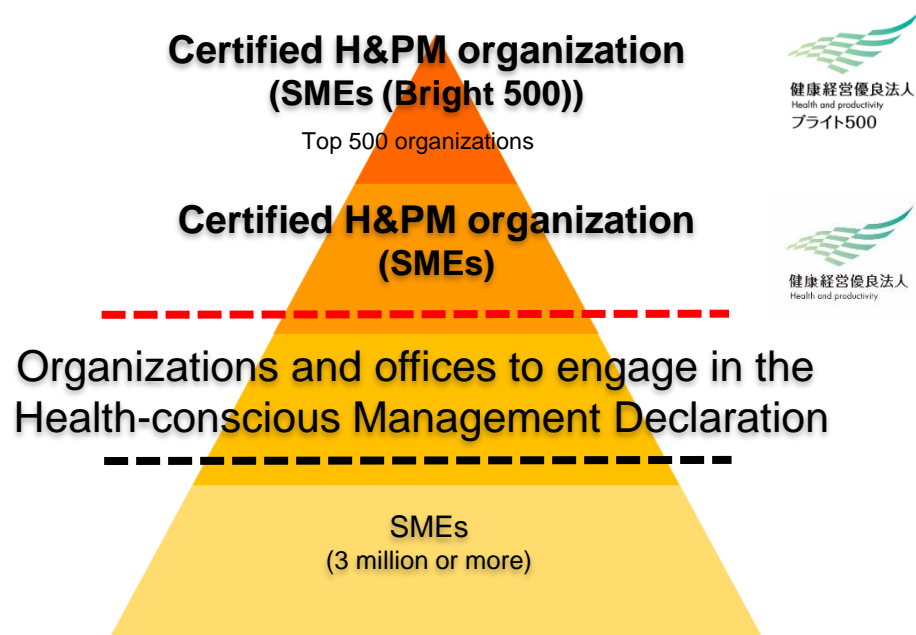 Certified H&PM organization
(SMEs (Bright 500))
Top 500 organizations
健康経営優良法人
Health and productivity
ブライト500
Certified H&PM organization
(SMEs)
健康経営優良法人
Health and productivity
Organizations and offices to engage in the
Health-conscious Management Declaration
SMEs
(3 million or more)